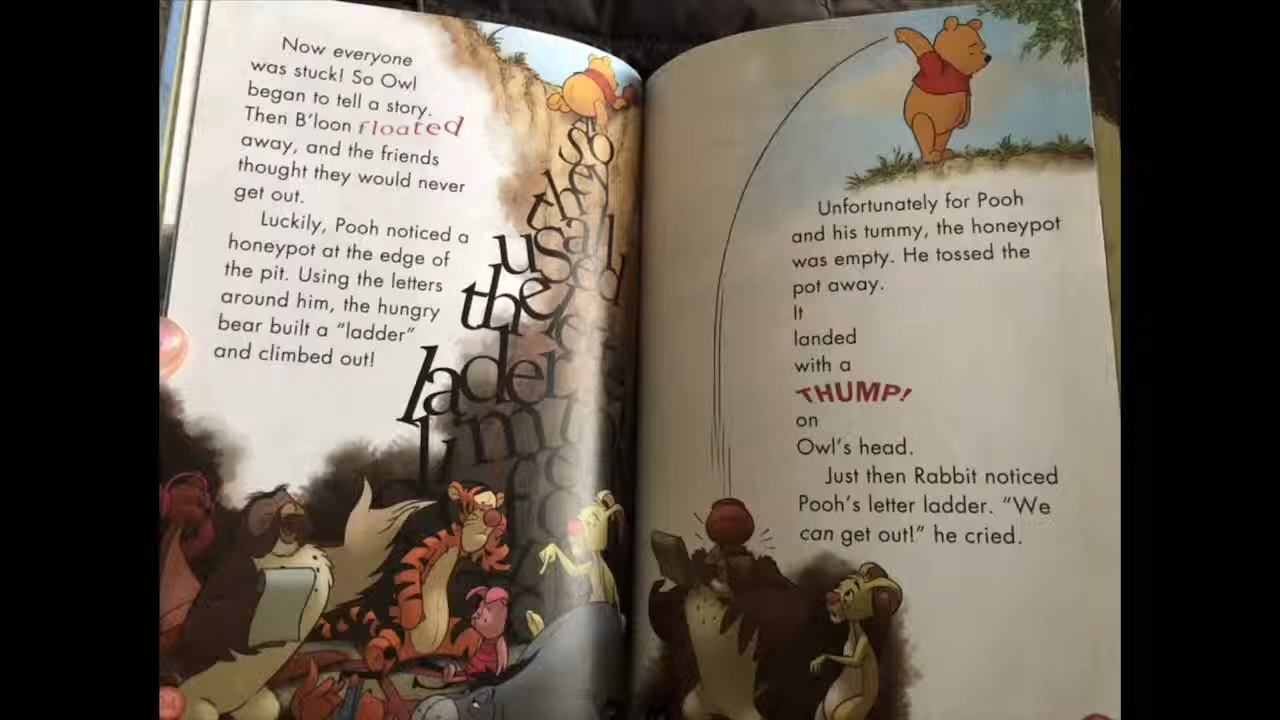 Now everyone
was stuck! So Owl
began to tell a story.
Then B'loon floated
away, and the friends
thought they would never
get out.
Luckily, Pooh noticed a
honeypot at the edge of
the pit. Using the letters
around him, the hungry
bear built a “ladder”
and climbed out!
so
they
used all
the
ladder
Unfortunately for Pooh
and his tummy, the honeypot
was empty. He tossed the
pot away.
It
landed
with a
THUMP!
on
Owl's head.
Just then Rabbit noticed
Pooh's letter ladder. “We
can get out!” he cried.